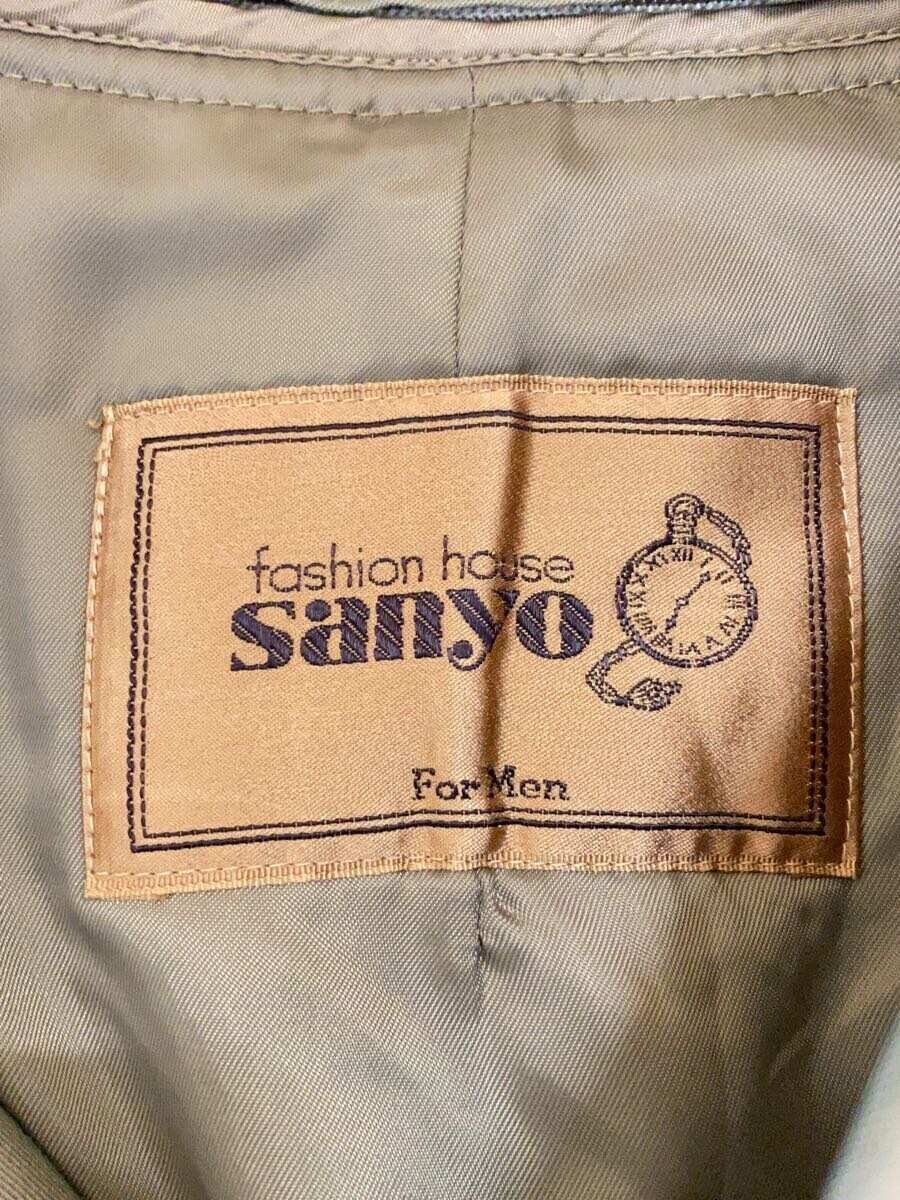 fashion house
sanyo
For Men